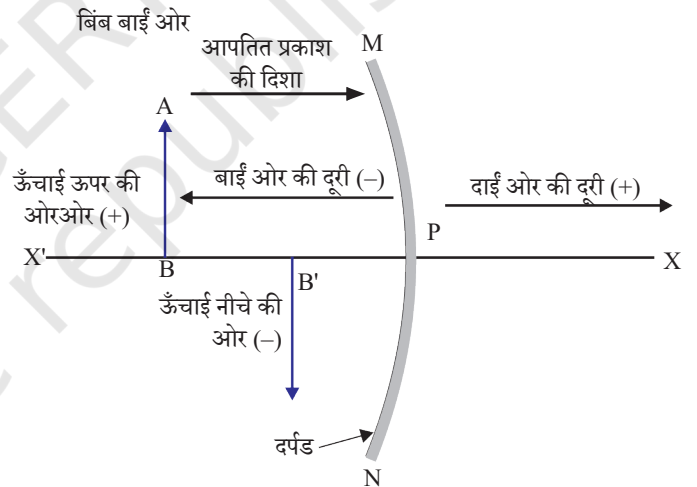 बिंब बाईं ओर
आपतित प्रकाश
की दिशा
M
A
ऊँचाई ऊपर की
ओरओर (+)
बाईं ओर की दूरी (–)
दाईं ओर की दूरी (+)
P
X'
B
B'
X
ऊँचाई नीचे की
ओर (–)
दर्पड
N